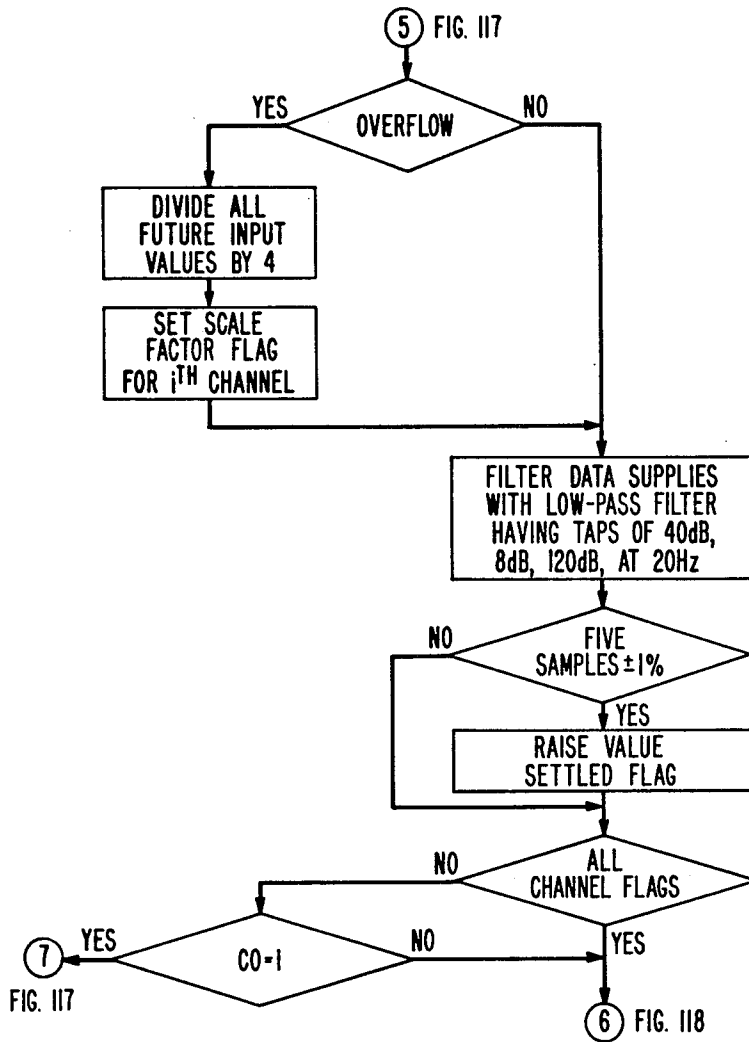 5 FIG. 117
YES
NO
OVERFLOW
DIVIDE ALL
FUTURE INPUT
VALUES BY 4
SET SCALE
FACTOR FLAG
FOR iTH CHANNEL
FILTER DATA SUPPLIES
WITH LOW-PASS FILTER
HAVING TAPS OF 40dB,
8dB, 120dB, AT 20Hz
NO
FIVE
SAMPLES ±1%
YES
RAISE VALUE
SETTLED FLAG
NO
ALL
CHANNEL FLAGS
YES
7
YES
CO=1
NO
FIG. 117
6 FIG. 118